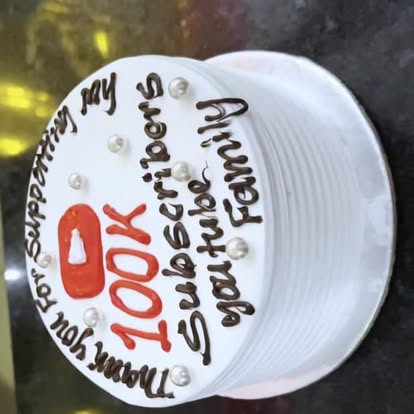 Thank you For Supporting my
100K
Subscribers
youtube
Family